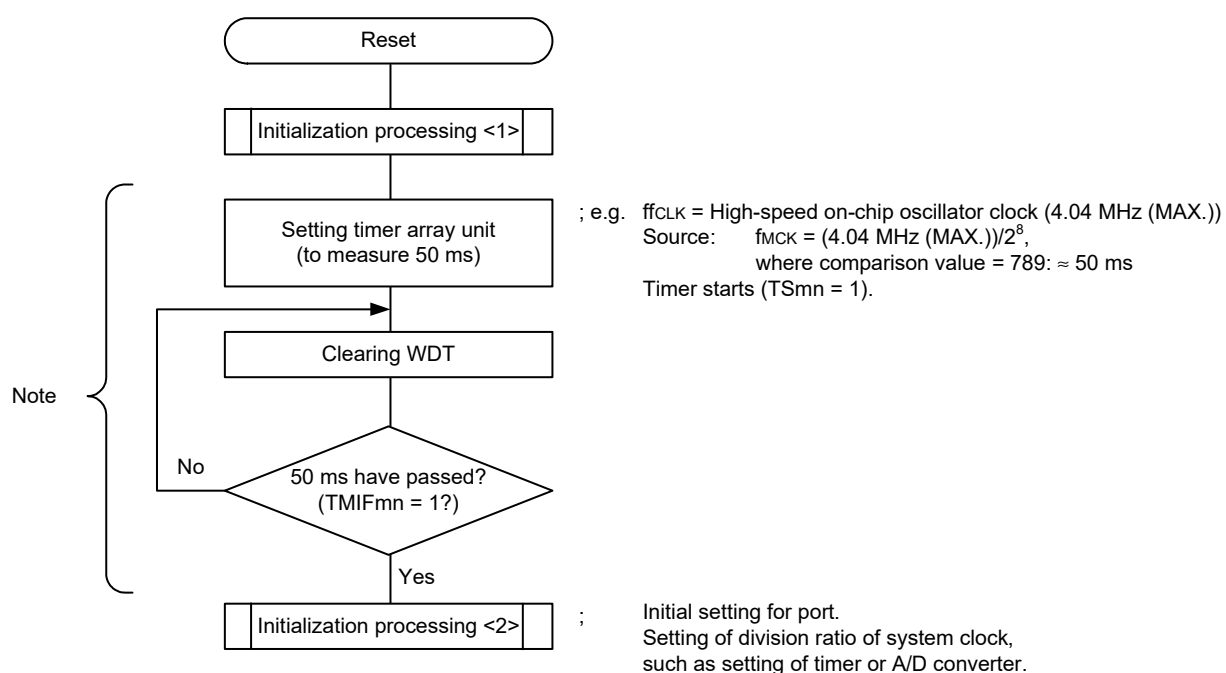 Reset
Initialization processing <1>
Setting timer array unit
(to measure 50 ms)
; e.g. ffCLK = High-speed on-chip oscillator clock (4.04 MHz (MAX.))
Source: fMCK = (4.04 MHz (MAX.))/2⁸,
where comparison value = 789: ≈ 50 ms
Timer starts (TSmn = 1).
Clearing WDT
Note
No
50 ms have passed?
(TMIFmn = 1?)
Yes
Initialization processing <2>
; Initial setting for port.
Setting of division ratio of system clock,
such as setting of timer or A/D converter.